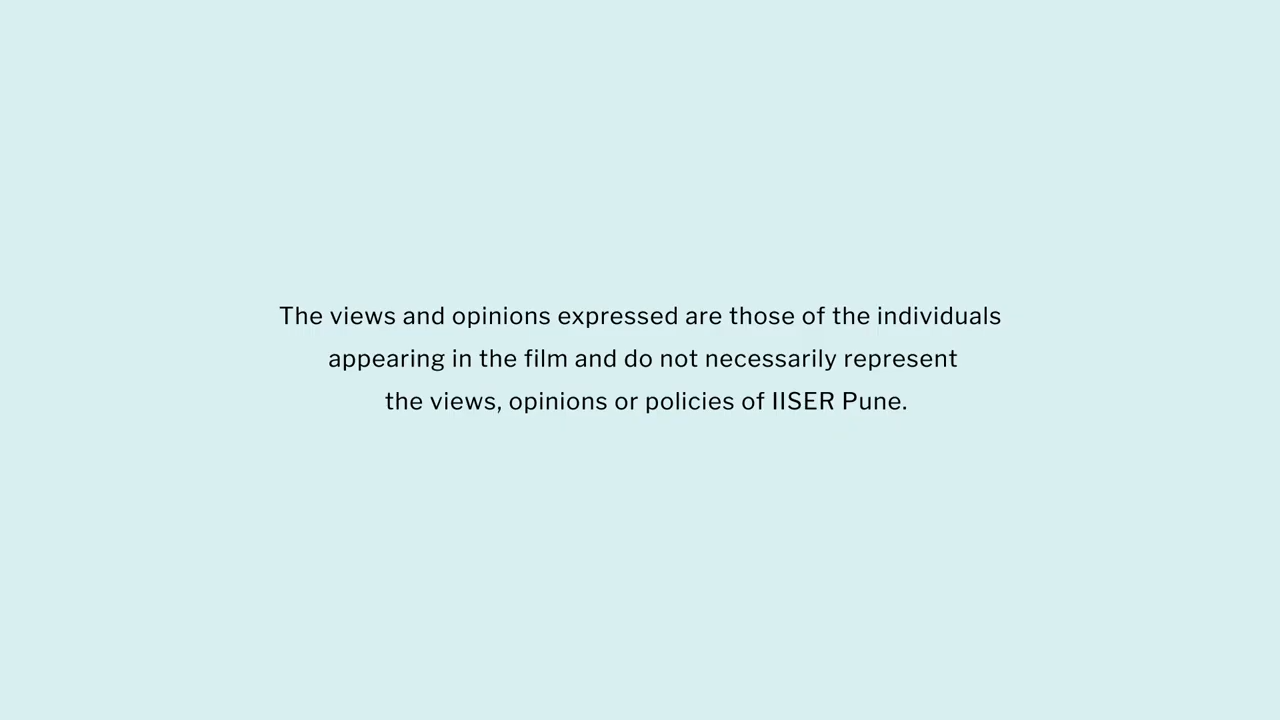 The views and opinions expressed are those of the individuals
appearing in the film and do not necessarily represent
the views, opinions or policies of IISER Pune.